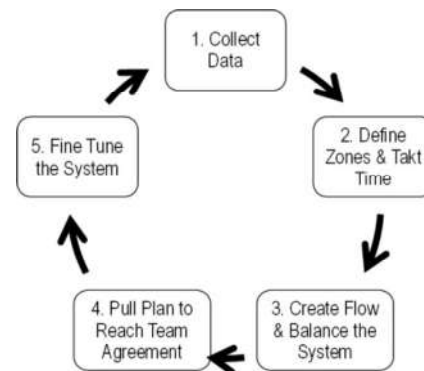 1. Collect
Data
2. Define
Zones & Takt
Time
3. Create Flow
& Balance the
System
4. Pull Plan to
Reach Team
Agreement
5. Fine Tune
the System